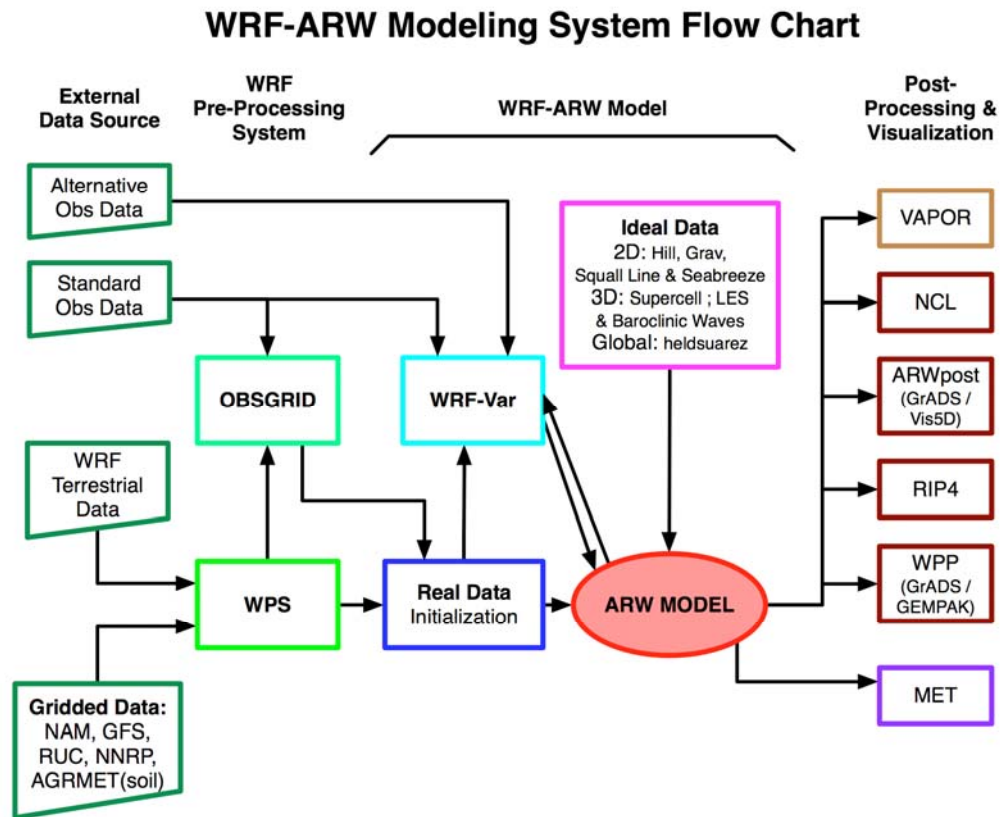 WRF-ARW Modeling System Flow Chart
External
Data Source
WRF
Pre-Processing
System
WRF-ARW Model
Post-
Processing &
Visualization
Alternative
Obs Data
Standard
Obs Data
WRF
Terrestrial
Data
Gridded Data:
NAM, GFS,
RUC, NNRP,
AGRMET(soil)
OBSGRID
WPS
WRF-Var
Real Data
Initialization
Ideal Data
2D: Hill, Grav,
Squall Line & Seabreeze
3D: Supercell ; LES
& Baroclinic Waves
Global: heldsuarez
ARW MODEL
VAPOR
NCL
ARWpost
(GrADS /
Vis5D)
RIP4
WPP
(GrADS /
GEMPAK)
MET